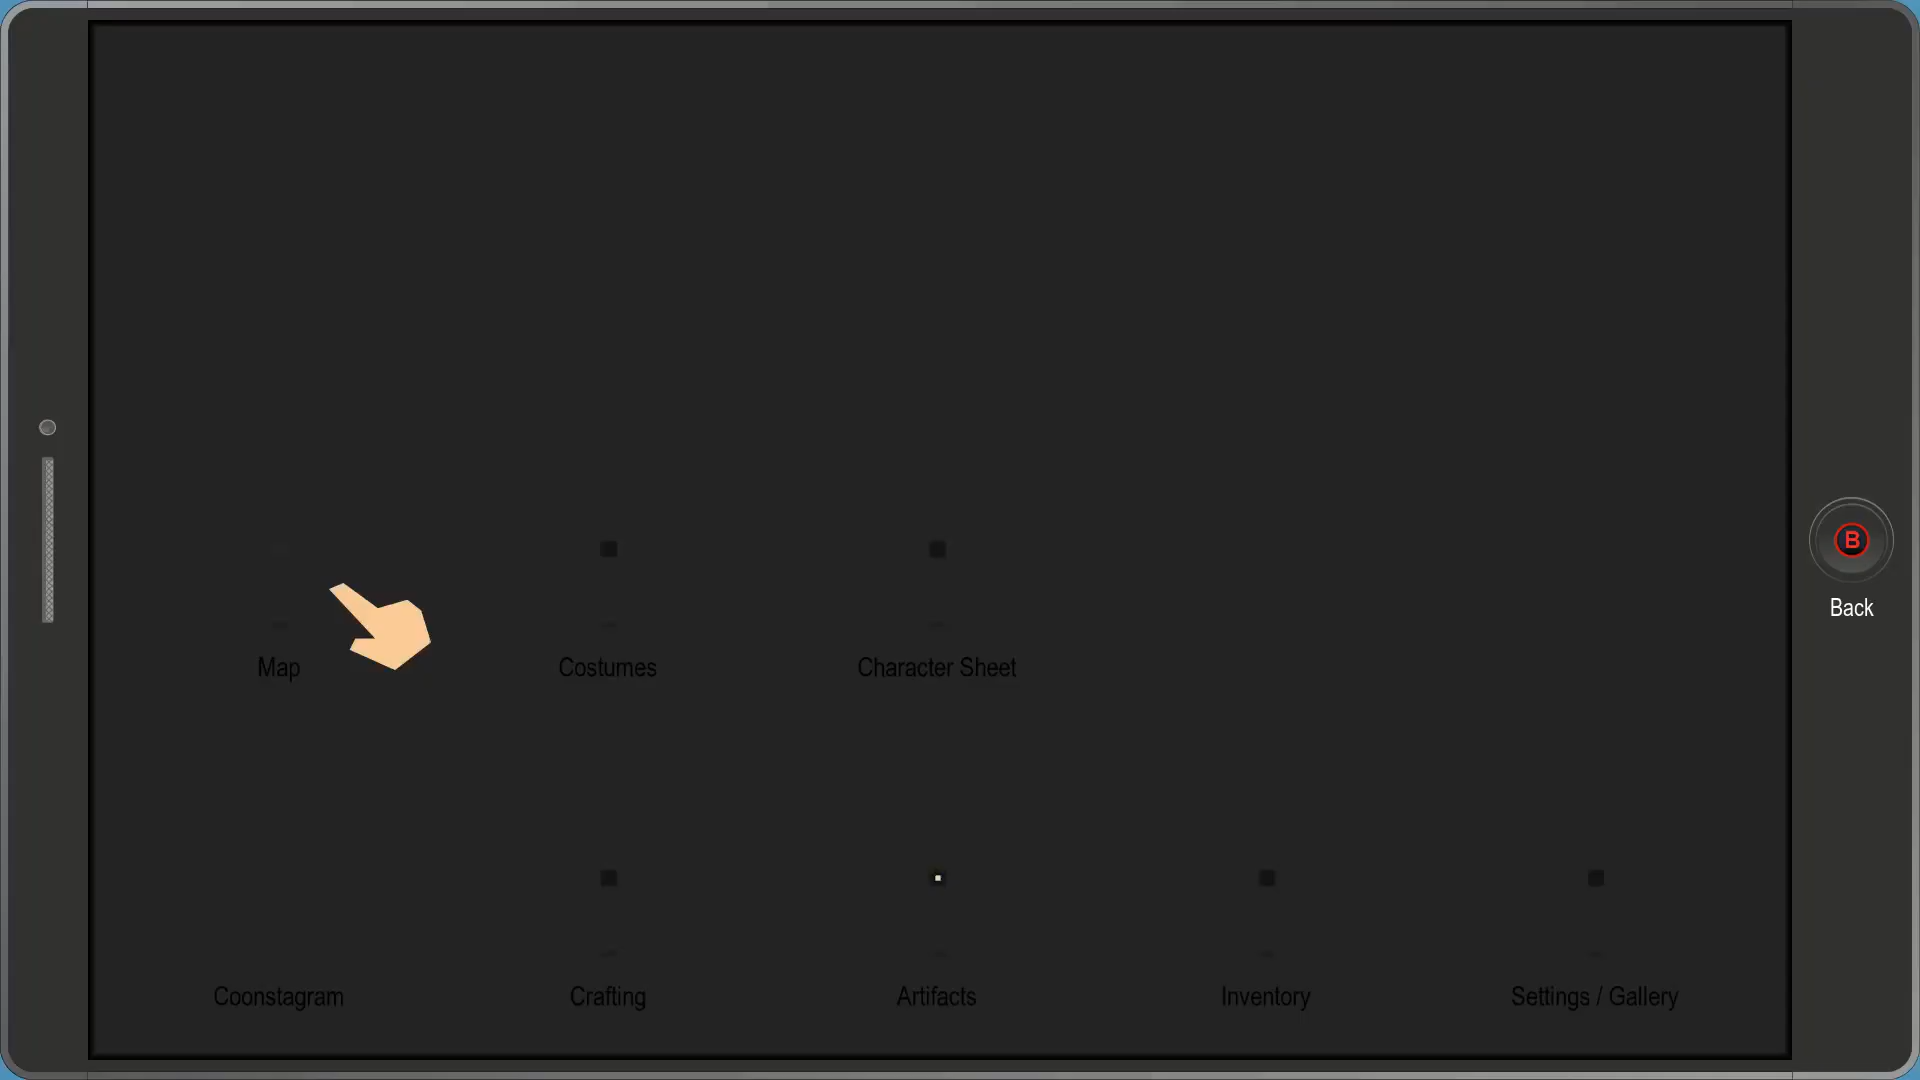 B
Back
Map
Costumes
Character Sheet
Coonstagram
Crafting
Artifacts
Inventory
Settings / Gallery